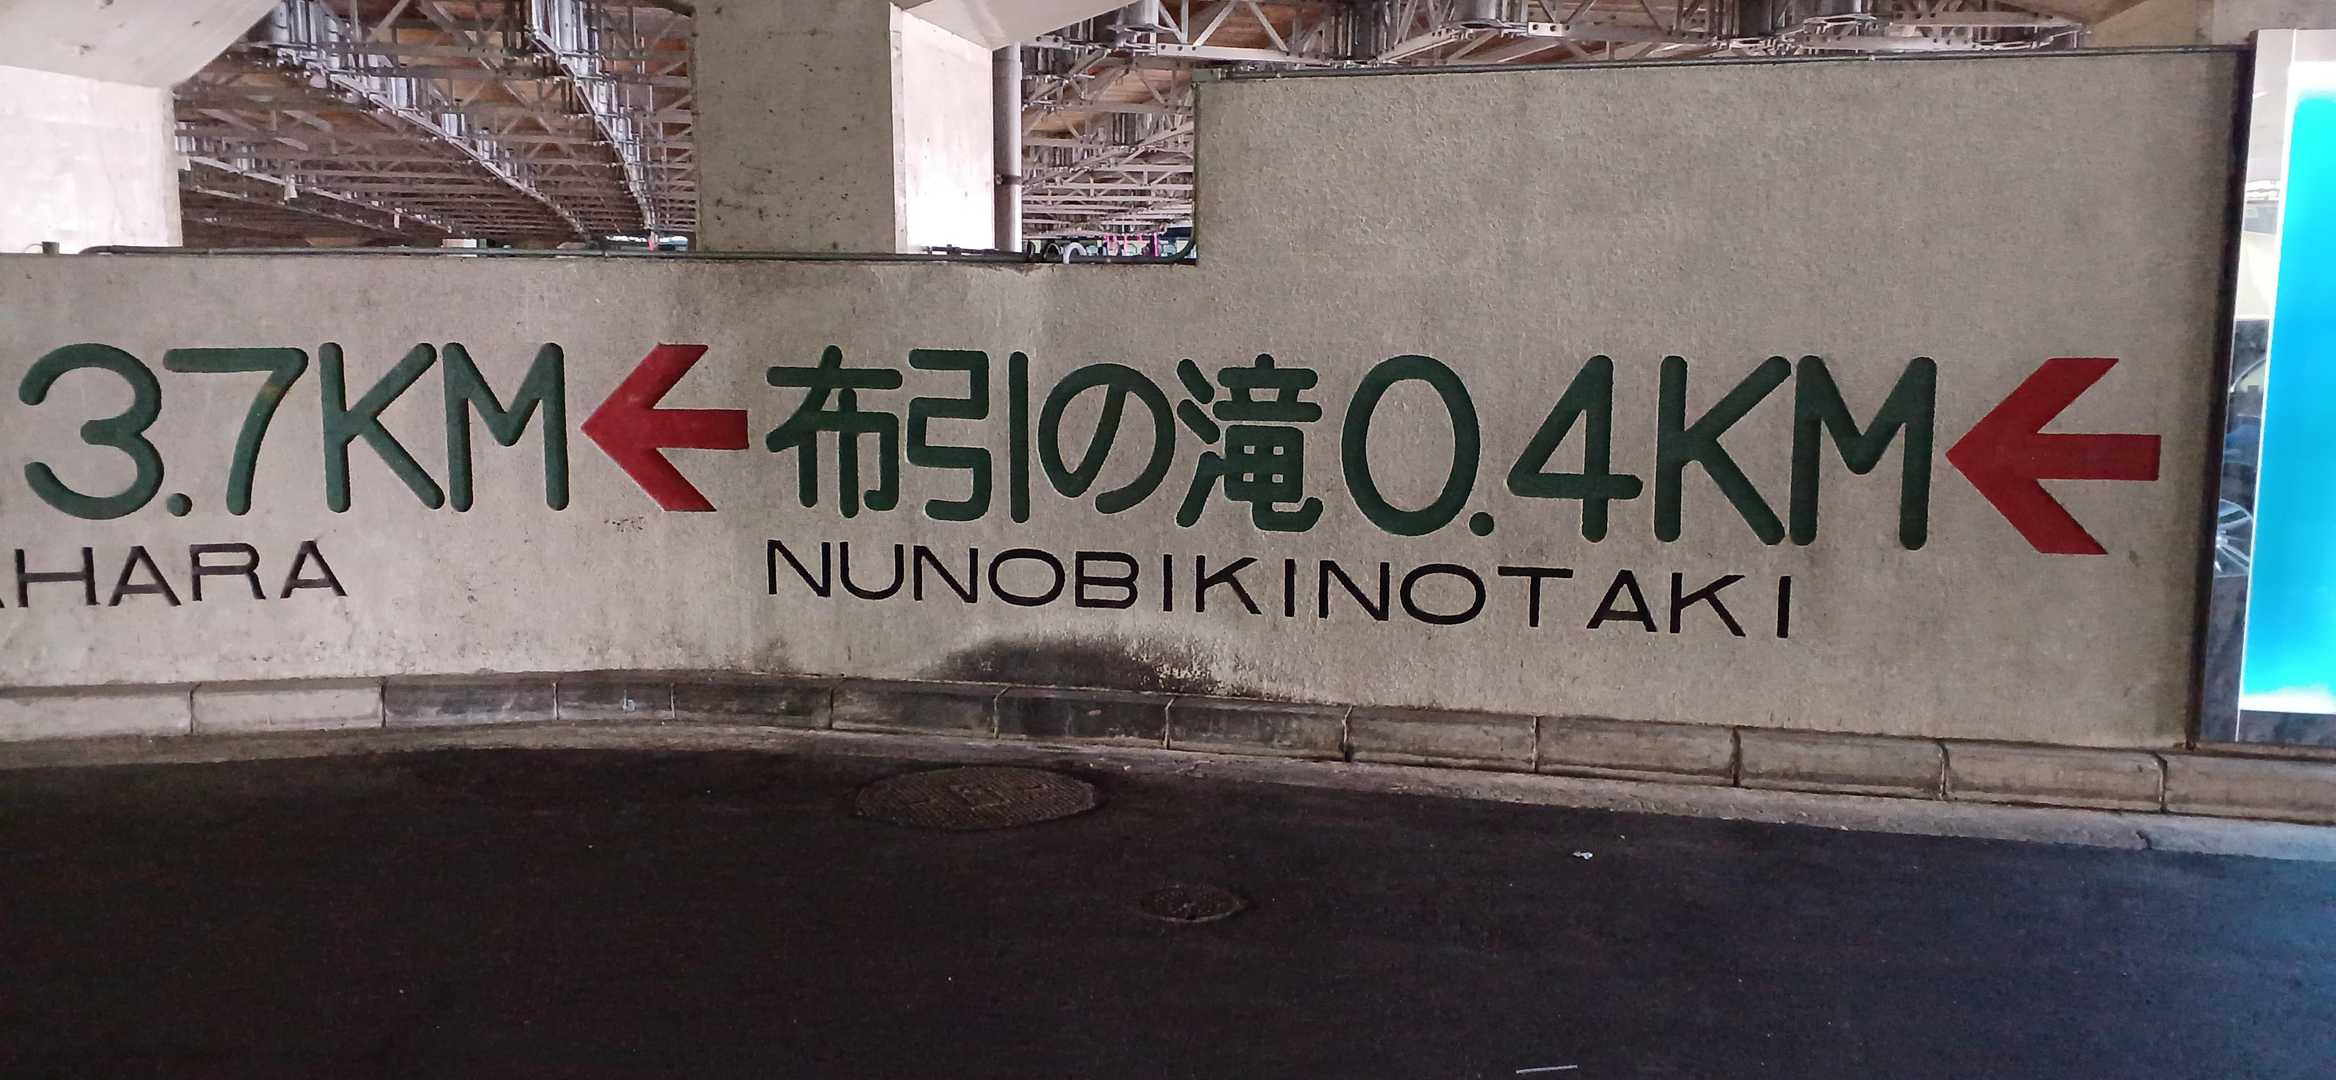 3.7KM ← 布引の滝0.4KM ←
AHARA NUNOBIKINOTAKI